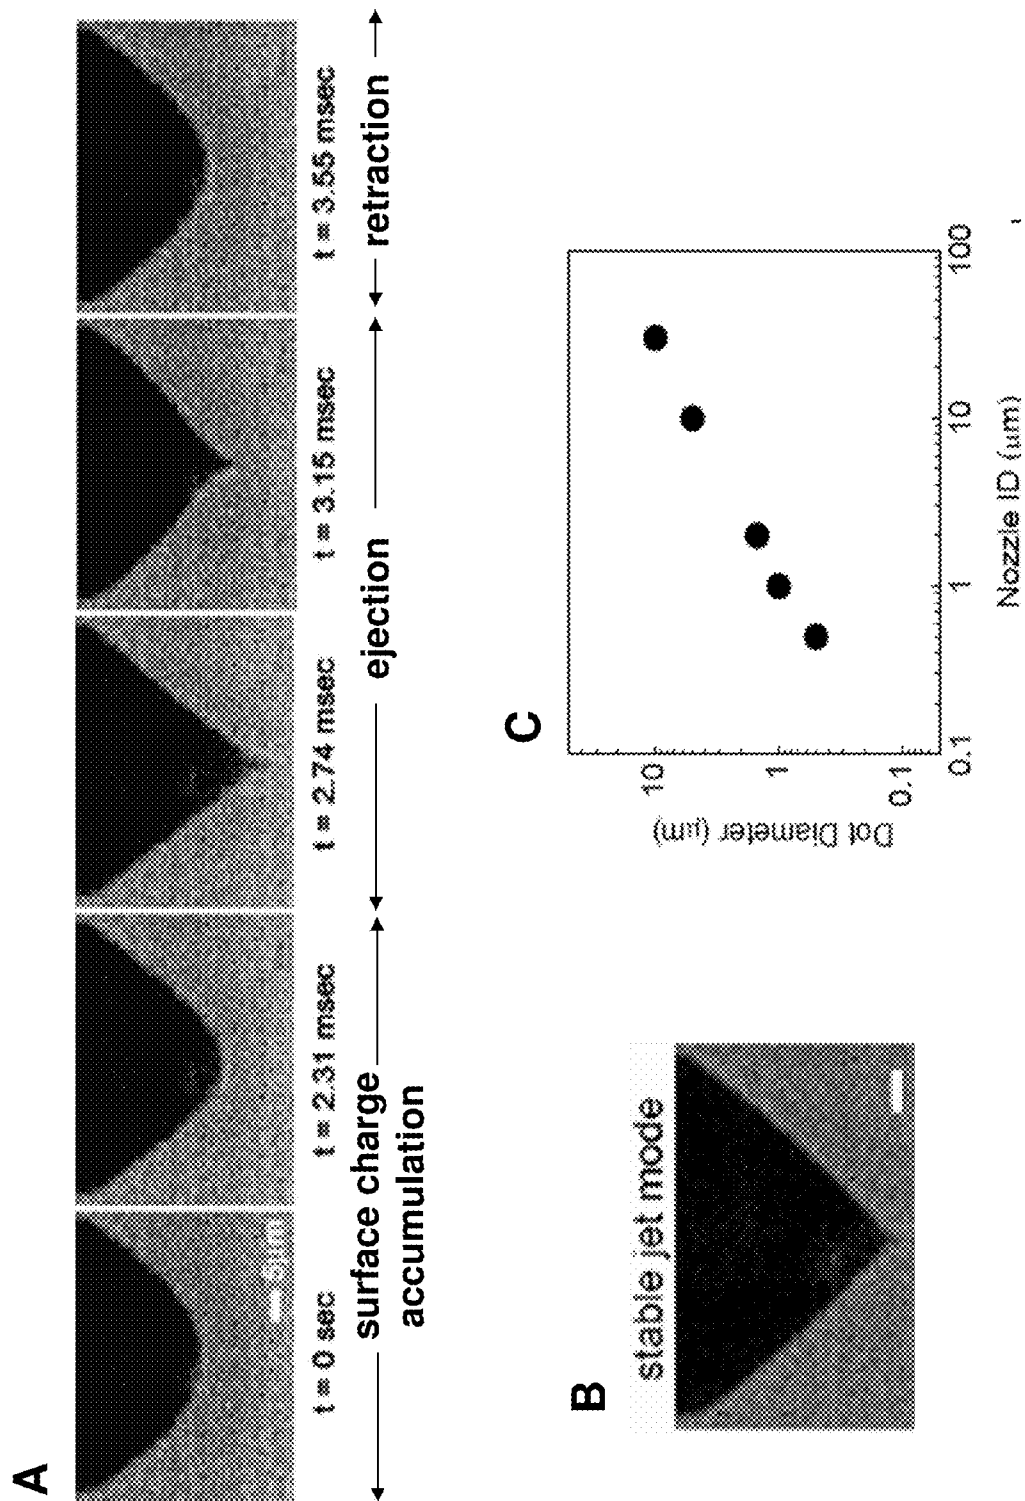 A
5μm
t = 0 sec
t = 2.31 msec
t = 2.74 msec
t = 3.15 msec
t = 3.55 msec
surface charge
accumulation
ejection
retraction
B
stable jet mode
C
Dot Diameter (μm)
10
1
0.1
0.1
1
10
100
Nozzle ID (μm)